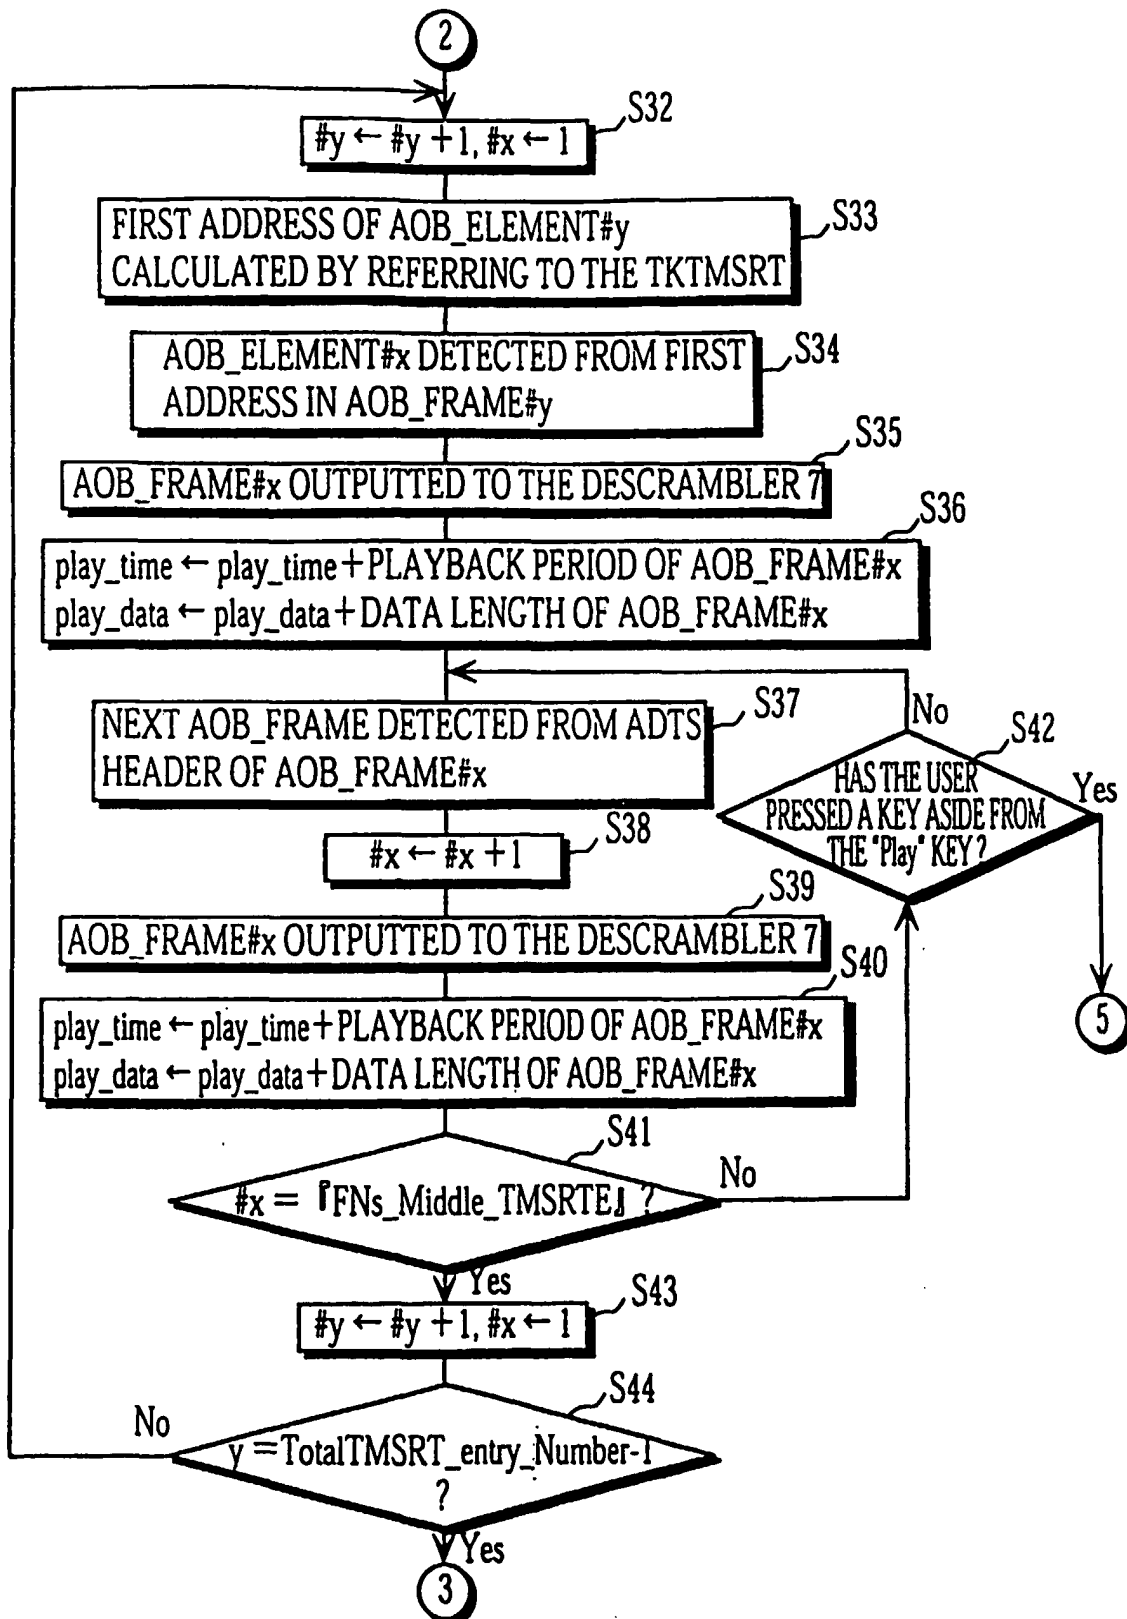 2
S32
#y ← #y + 1, #x ← 1
S33
FIRST ADDRESS OF AOB_ELEMENT#y
CALCULATED BY REFERRING TO THE TKTMSRT
S34
AOB_ELEMENT#x DETECTED FROM FIRST
ADDRESS IN AOB_FRAME#y
S35
AOB_FRAME#x OUTPUTTED TO THE DESCRAMBLER 7
S36
play_time ← play_time+PLAYBACK PERIOD OF AOB_FRAME#x
play_data ← play_data+DATA LENGTH OF AOB_FRAME#x
S37
NEXT AOB_FRAME DETECTED FROM ADTS
HEADER OF AOB_FRAME#x
No
S42
HAS THE USER
PRESSED A KEY ASIDE FROM
THE "Play" KEY ?
Yes
S38
#x ← #x + 1
S39
AOB_FRAME#x OUTPUTTED TO THE DESCRAMBLER 7
S40
play_time ← play_time+PLAYBACK PERIOD OF AOB_FRAME#x
play_data ← play_data+DATA LENGTH OF AOB_FRAME#x
5
S41
#x = 『FNs_Middle_TMSRTE』 ?
No
Yes
S43
#y ← #y + 1, #x ← 1
S44
No
y =TotalTMSRT_entry_Number-1
?
Yes
3